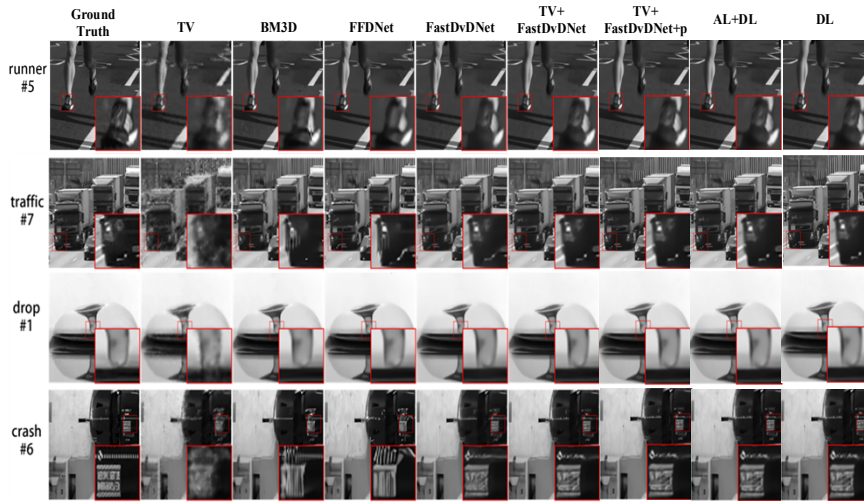 Ground
Truth
TV
BM3D
FFDNet
FastDvDNet
TV+
FastDvDNet
TV+
FastDvDNet+p
AL+DL
DL
runner
#5
traffic
#7
drop
#1
crash
#6